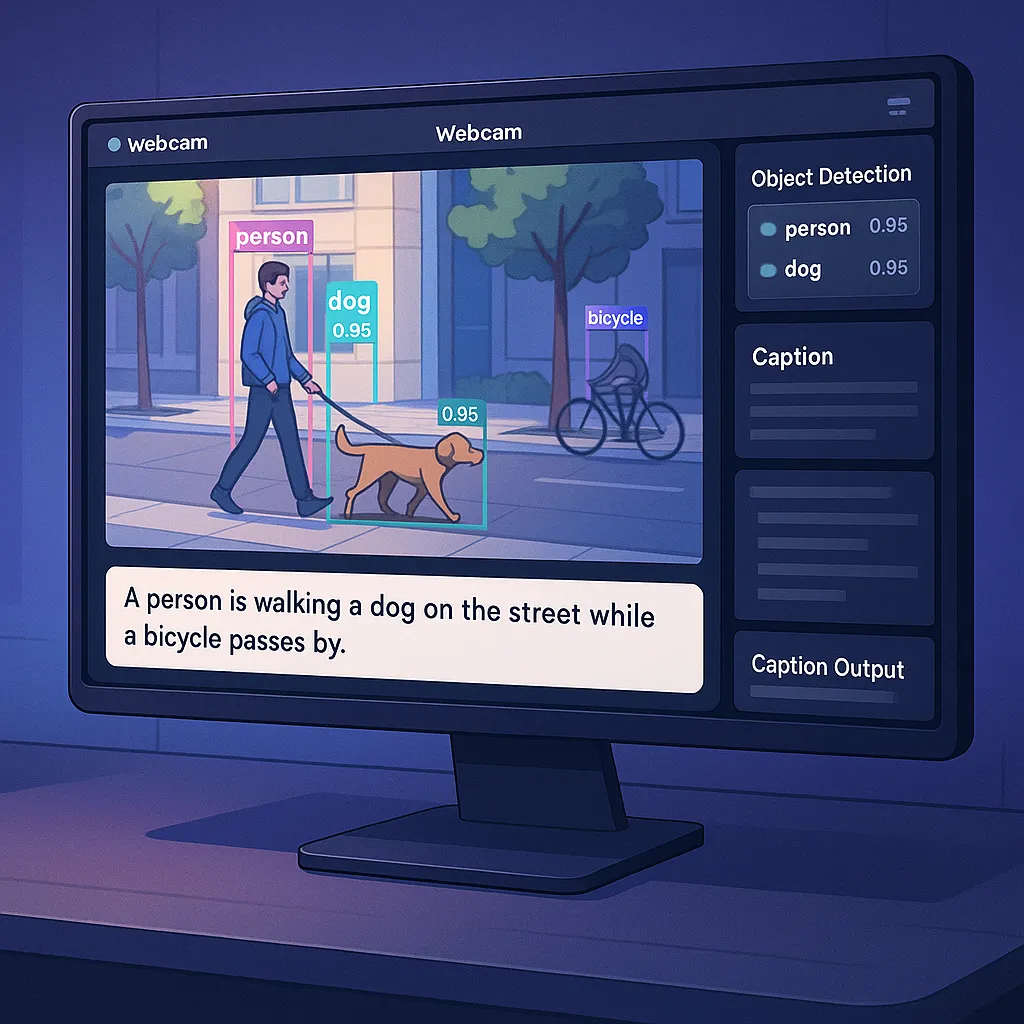 Webcam
Webcam
person
dog
0.95
0.95
bicycle
A person is walking a dog on the street while
a bicycle passes by.
Object Detection
person 0.95
dog 0.95
Caption
Caption Output